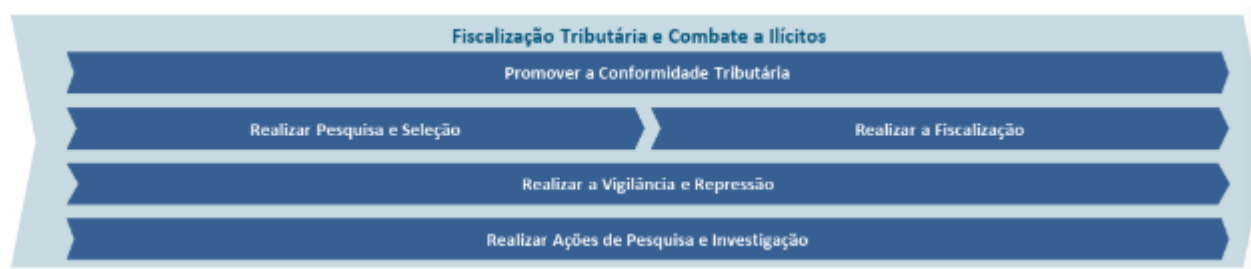 Fiscalização Tributária e Combate a Ilícitos
Promover a Conformidade Tributária
Realizar Pesquisa e Seleção
Realizar a Fiscalização
Realizar a Vigilância e Repressão
Realizar Ações de Pesquisa e Investigação